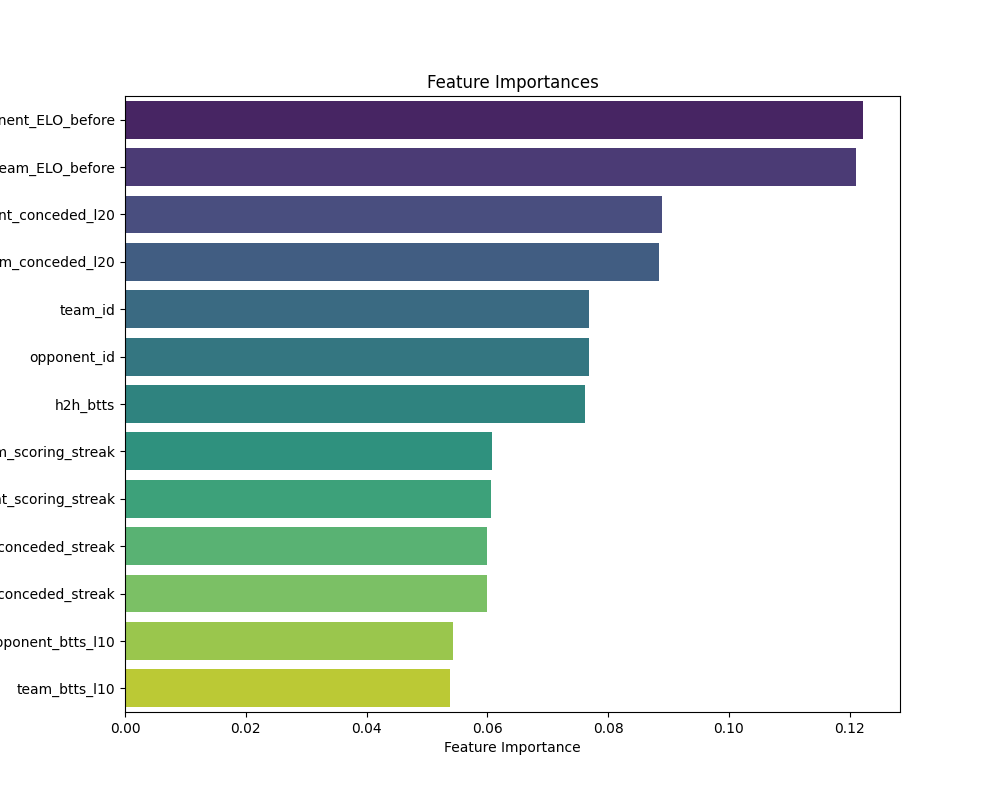 Feature Importances
nent_ELO_before
eam_ELO_before
nt_conceded_l20
m_conceded_l20
team_id
opponent_id
h2h_btts
m_scoring_streak
nt_scoring_streak
conceded_streak
conceded_streak
pponent_btts_l10
team_btts_l10
0.00 0.02 0.04 0.06 0.08 0.10 0.12
Feature Importance